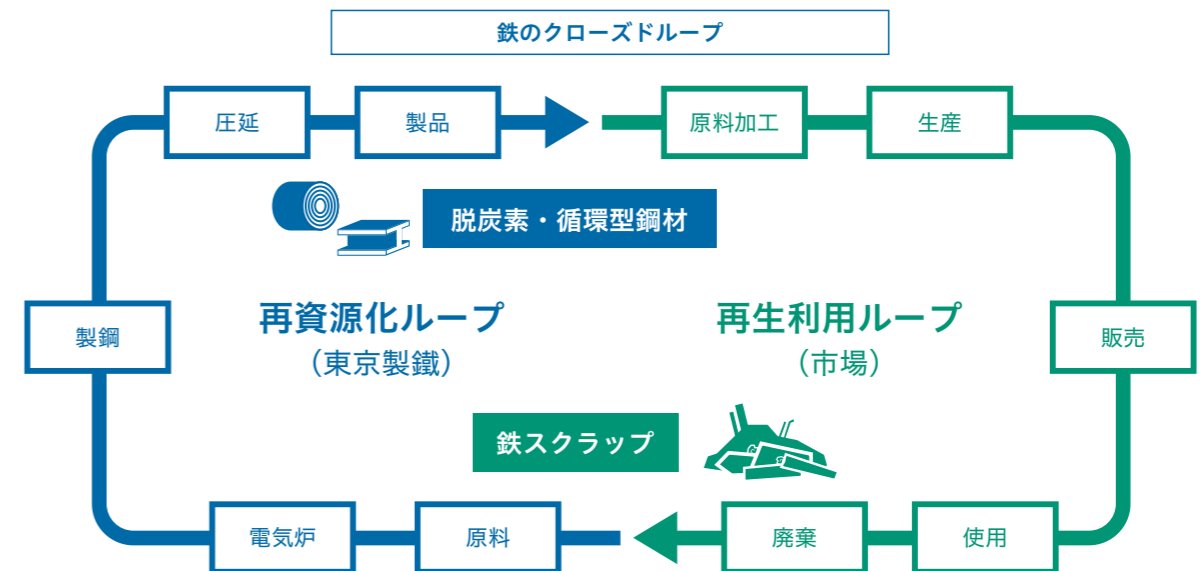 鉄のクローズドループ
圧延
製品
原料加工
生産
脱炭素・循環型鋼材
製鋼
再資源化ループ
（東京製鐵）
再生利用ループ
（市場）
販売
鉄スクラップ
電気炉
原料
廃棄
使用